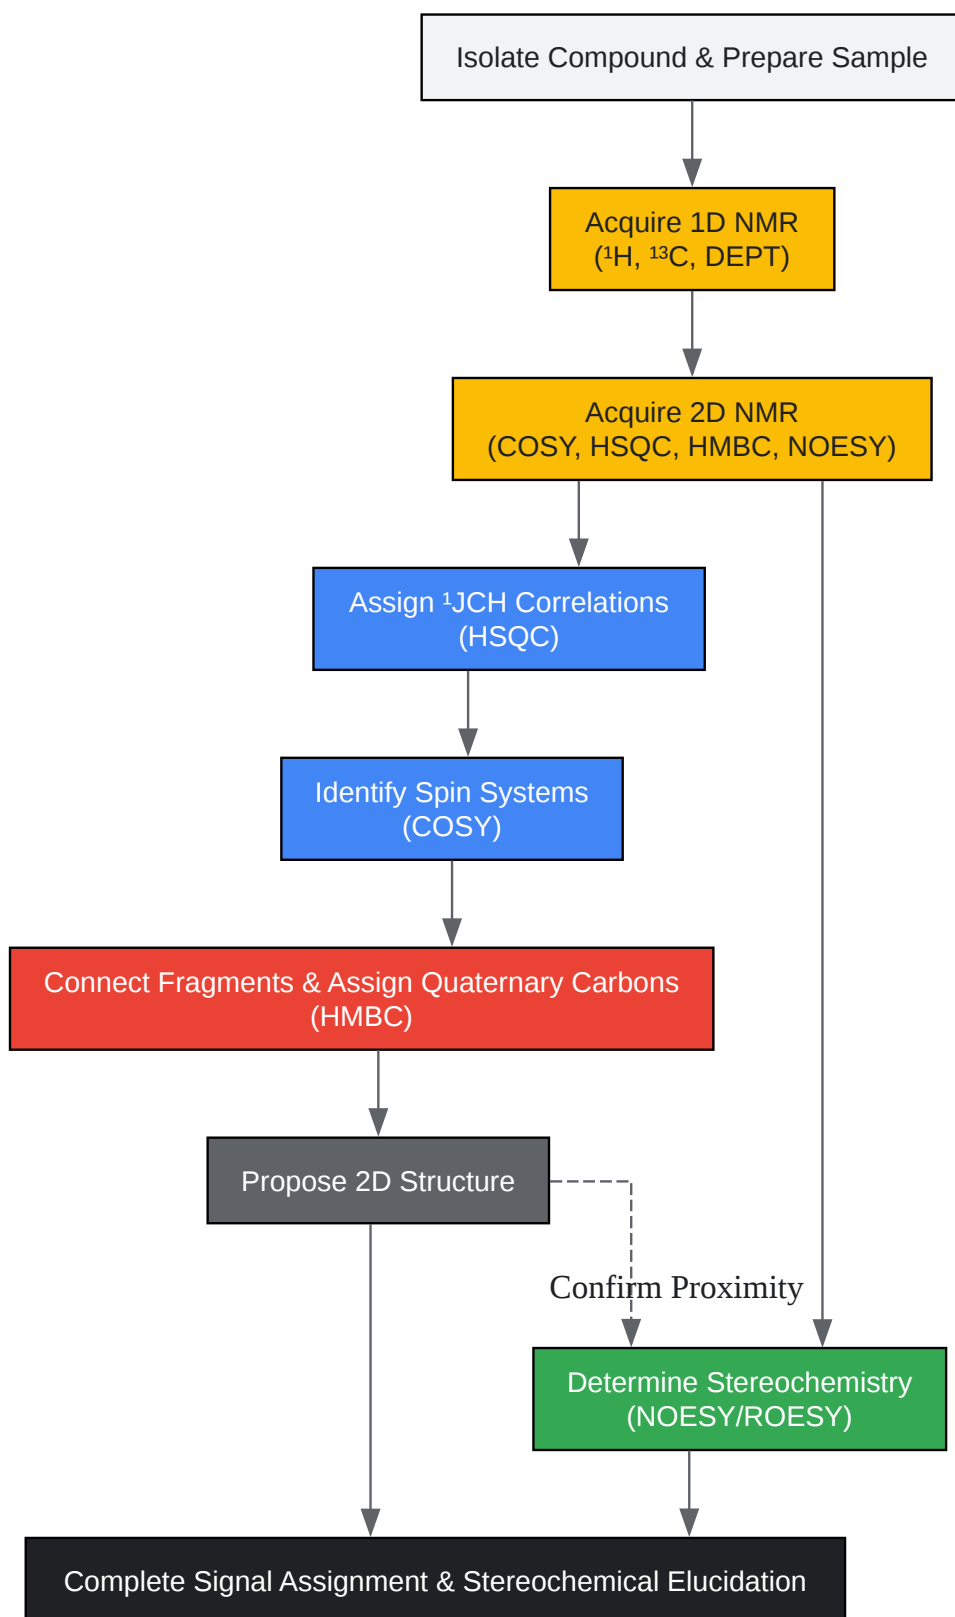 Isolate Compound & Prepare Sample
Acquire 1D NMR
(¹H, ¹³C, DEPT)
Acquire 2D NMR
(COSY, HSQC, HMBC, NOESY)
Assign ¹JCH Correlations
(HSQC)
Identify Spin Systems
(COSY)
Connect Fragments & Assign Quaternary Carbons
(HMBC)
Propose 2D Structure
Confirm Proximity
Determine Stereochemistry
(NOESY/ROESY)
Complete Signal Assignment & Stereochemical Elucidation